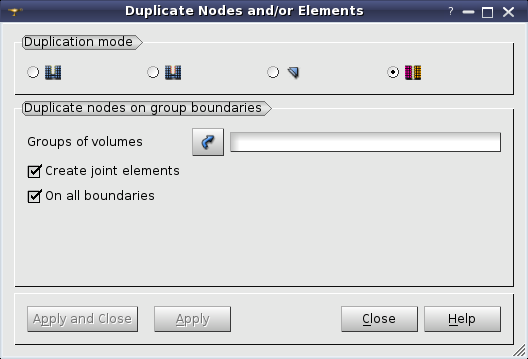 Duplicate Nodes and/or Elements
?
Duplication mode
Duplicate nodes on group boundaries
Groups of volumes
Create joint elements
On all boundaries
Apply and Close
Apply
Close
Help